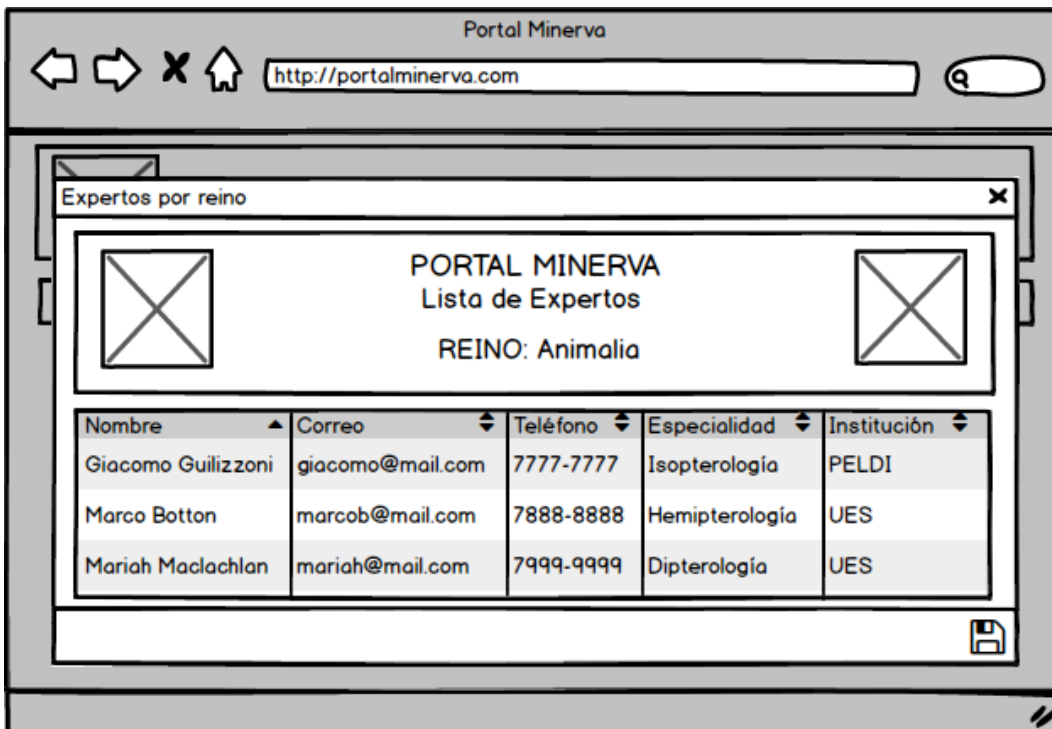 Portal Minerva
http://portalminerva.com
Expertos por reino
PORTAL MINERVA
Lista de Expertos
REINO: Animalia
Nombre Correo Teléfono Especialidad Institución
Giacomo Guilizzoni giacomo@mail.com 7777-7777 Isopterología PELDI
Marco Botton marcob@mail.com 7888-8888 Hemipterología UES
Mariah Maclachlan mariah@mail.com 7999-9999 Dipterología UES